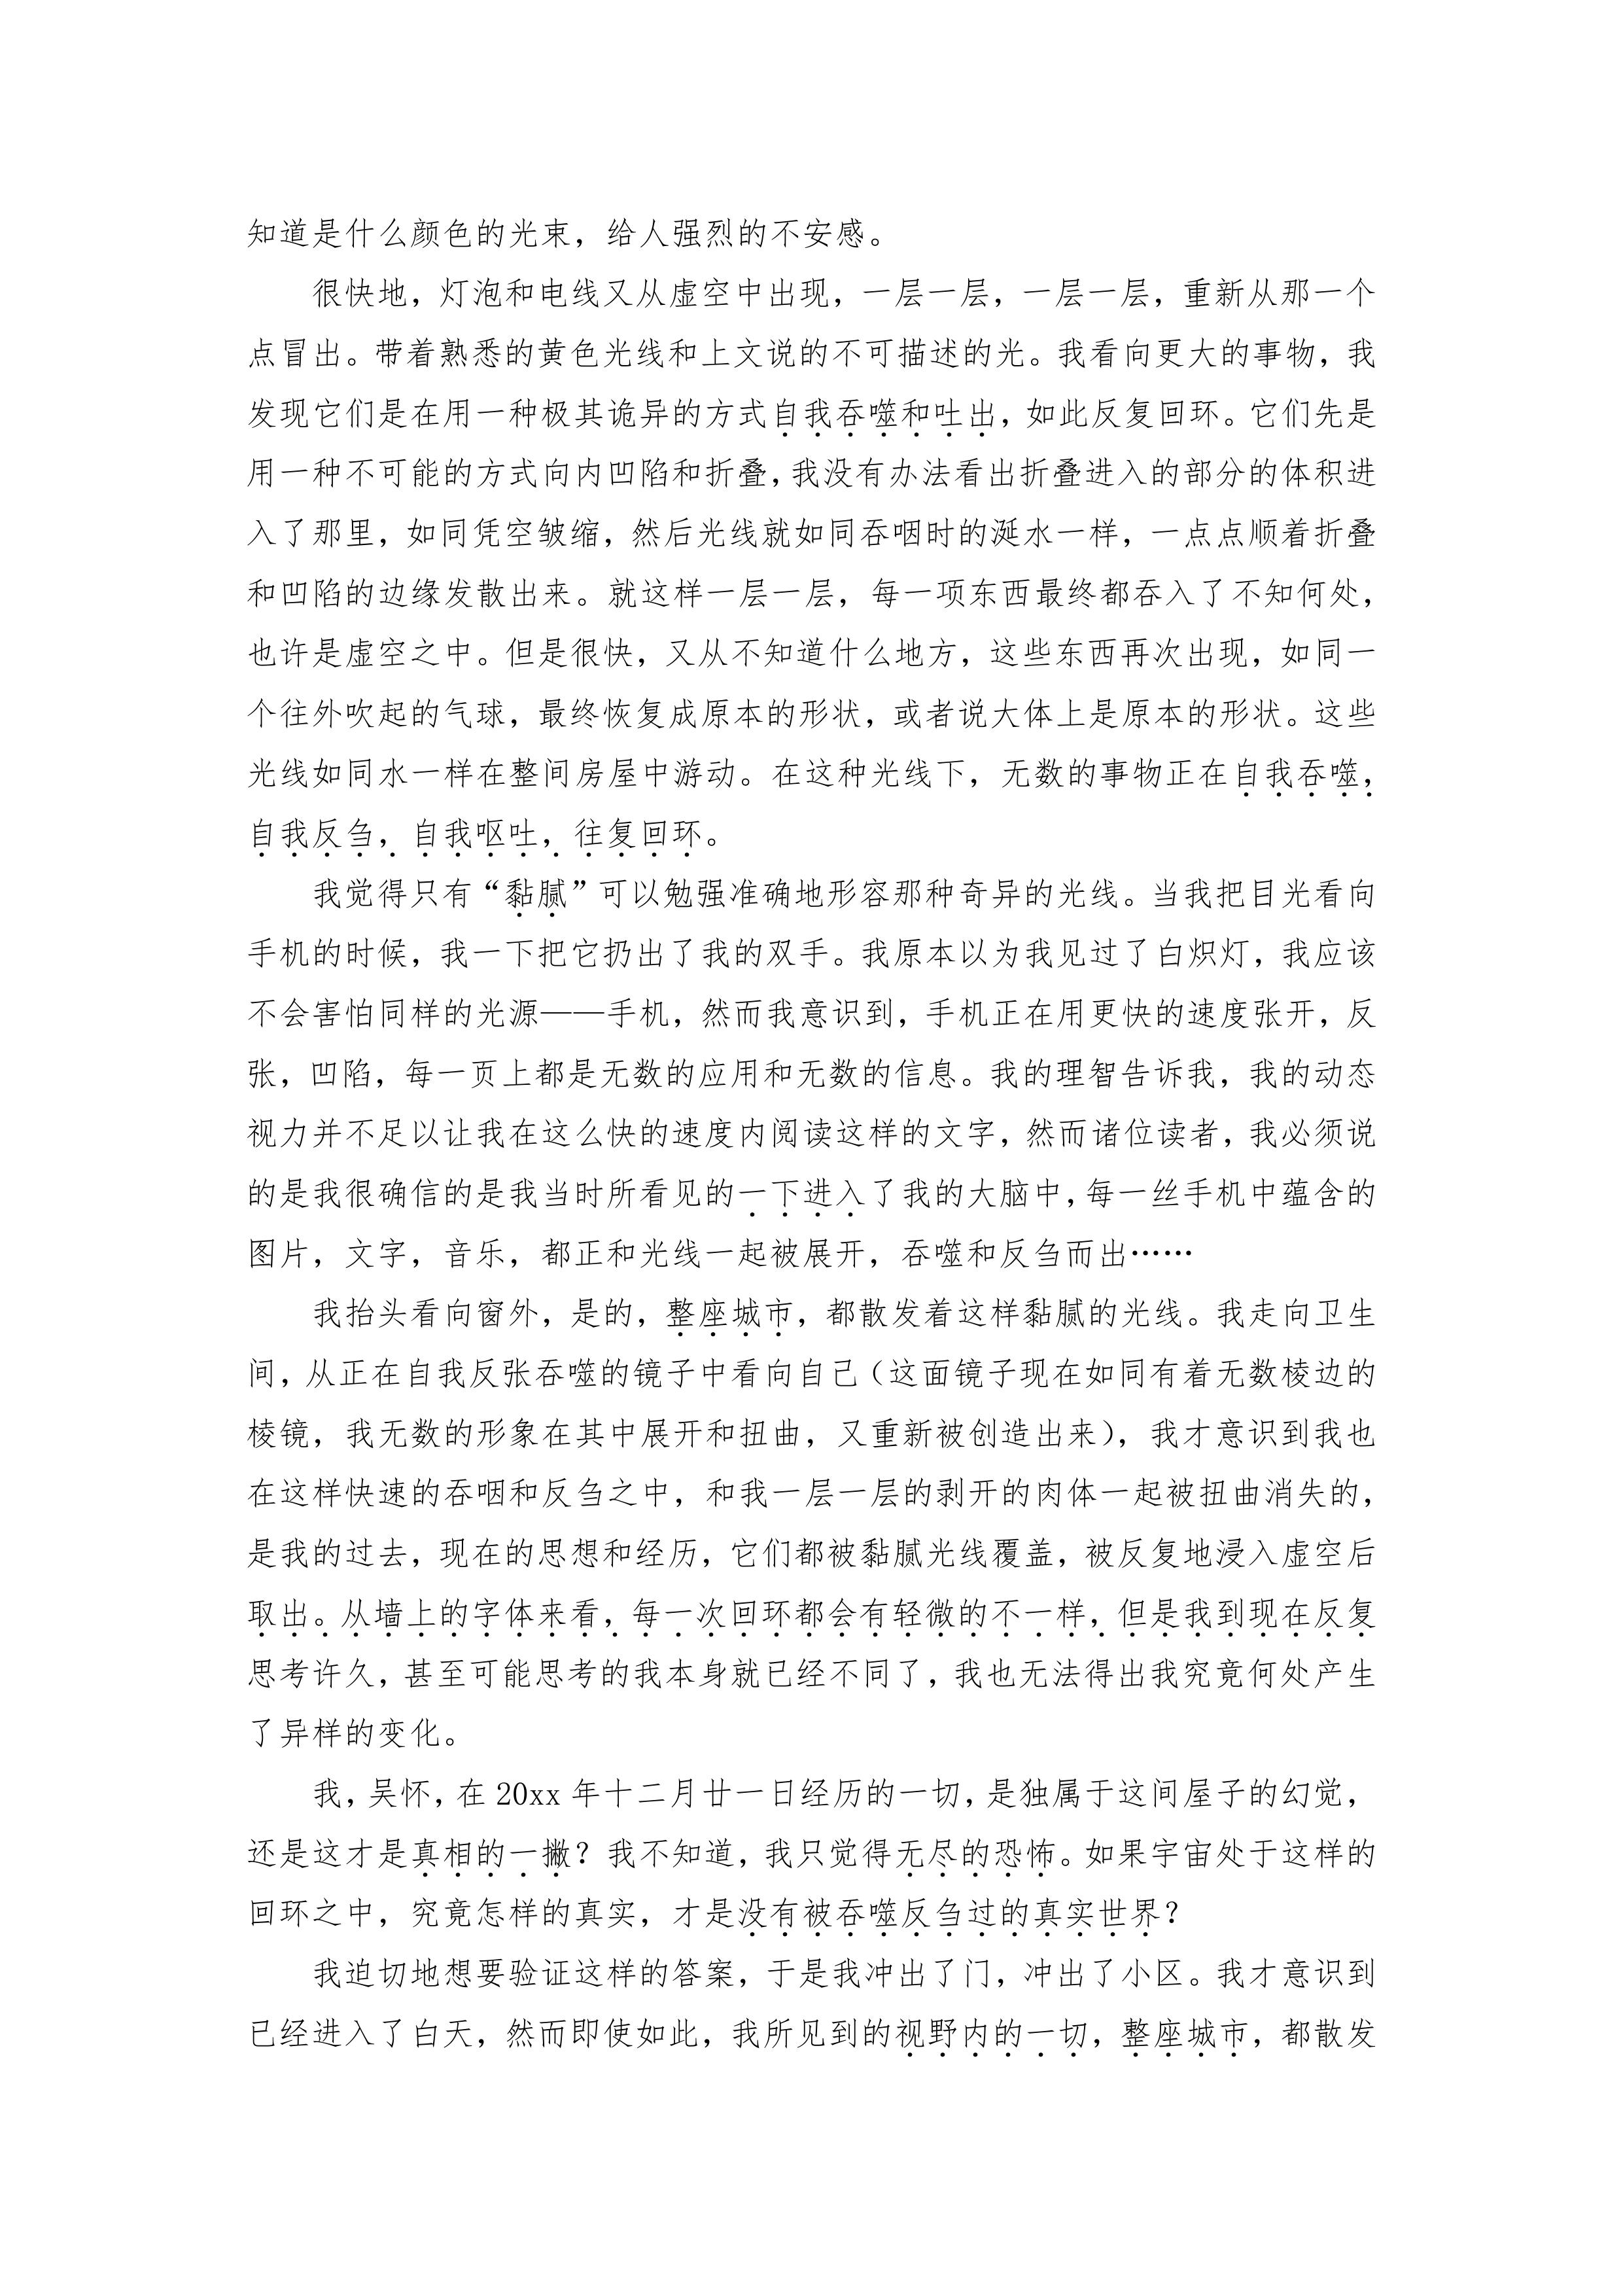 知道是什么颜色的光束，给人强烈的不安感。
很快地，灯泡和电线又从虚空中出现，一层一层，一层一层，重新从那一个
点冒出。带着熟悉的黄色光线和上文说的不可描述的光。我看向更大的事物，我
发现它们是在用一种极其诡异的方式自我吞噬和吐出，如此反复回环。它们先是
用一种不可能的方式向内凹陷和折叠，我没有办法看出折叠进入的部分的体积进
入了那里，如同凭空皱缩，然后光线就如同吞咽时的涎水一样，一点点顺着折叠
和凹陷的边缘发散出来。就这样一层一层，每一项东西最终都吞入了不知何处，
也许是虚空之中。但是很快，又从不知道什么地方，这些东西再次出现，如同一
个往外吹起的气球，最终恢复成原本的形状，或者说大体上是原本的形状。这些
光线如同水一样在整间房屋中游动。在这种光线下，无数的事物正在自我吞噬，
自我反刍，自我呕吐，往复回环。
我觉得只有“黏腻”可以勉强准确地形容那种奇异的光线。当我把目光看向
手机的时候，我一下把它扔出了我的双手。我原本以为我见过了白炽灯，我应该
不会害怕同样的光源——手机，然而我意识到，手机正在用更快的速度张开，反
张，凹陷，每一页上都是无数的应用和无数的信息。我的理智告诉我，我的动态
视力并不足以让我在这么快的速度内阅读这样的文字，然而诸位读者，我必须说
的是我很确信的是我当时所看见的一下进入了我的大脑中，每一丝手机中蕴含的
图片，文字，音乐，都正和光线一起被展开，吞噬和反刍而出……
我抬头看向窗外，是的，整座城市，都散发着这样黏腻的光线。我走向卫生
间，从正在自我反张吞噬的镜子中看向自己（这面镜子现在如同有着无数棱边的
棱镜，我无数的形象在其中展开和扭曲，又重新被创造出来），我才意识到我也
在这样快速的吞咽和反刍之中，和我一层一层的剥开的肉体一起被扭曲消失的，
是我的过去，现在的思想和经历，它们都被黏腻光线覆盖，被反复地浸入虚空后
取出。从墙上的字体来看，每一次回环都会有轻微的不一样，但是我到现在反复
思考许久，甚至可能思考的我本身就已经不同了，我也无法得出我究竟何处产生
了异样的变化。
我，吴怀，在 20xx 年十二月廿一日经历的一切，是独属于这间屋子的幻觉，
还是这才是真相的一撇？我不知道，我只觉得无尽的恐怖。如果宇宙处于这样的
回环之中，究竟怎样的真实，才是没有被吞噬反刍过的真实世界？
我迫切地想要验证这样的答案，于是我冲出了门，冲出了小区。我才意识到
已经进入了白天，然而即使如此，我所见到的视野内的一切，整座城市，都散发